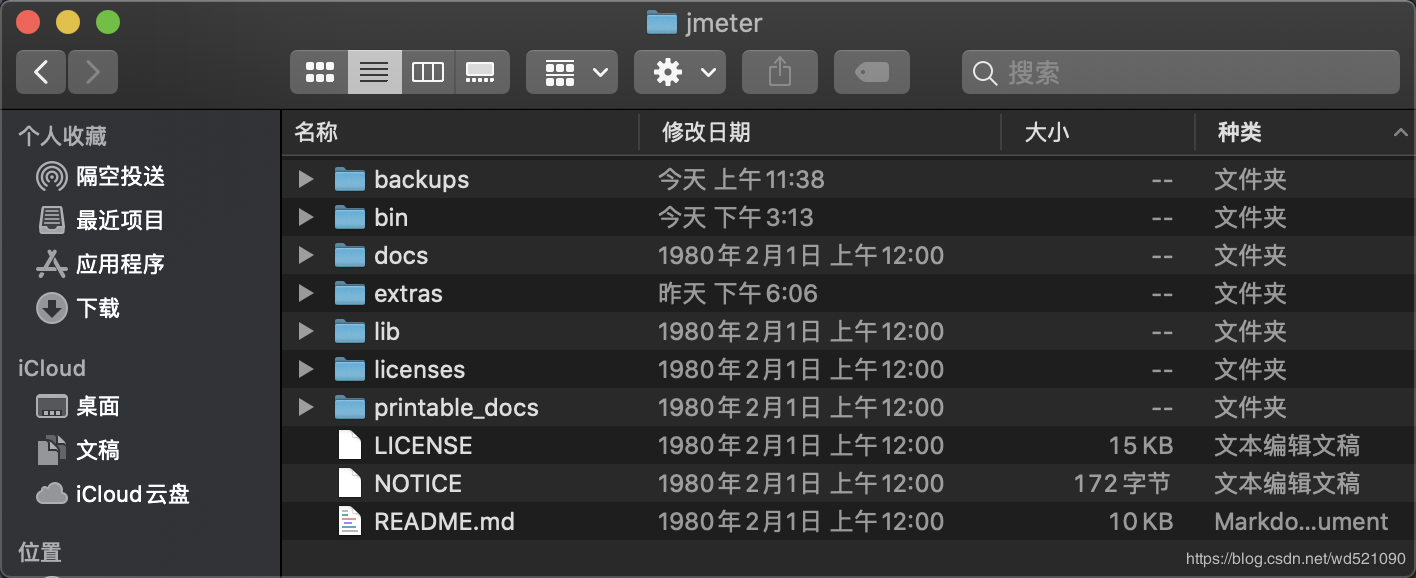 jmeter
搜索
个人收藏
隔空投送
最近项目
应用程序
下载
iCloud
桌面
文稿
iCloud 云盘
位置
名称 修改日期 大小 种类
backups 今天 上午 11:38 -- 文件夹
bin 今天 下午 3:13 -- 文件夹
docs 1980年2月1日 上午12:00 -- 文件夹
extras 昨天 下午 6:06 -- 文件夹
lib 1980年2月1日 上午12:00 -- 文件夹
licenses 1980年2月1日 上午12:00 -- 文件夹
printable_docs 1980年2月1日 上午12:00 -- 文件夹
LICENSE 1980年2月1日 上午12:00 15 KB 文本编辑文稿
NOTICE 1980年2月1日 上午12:00 172 字节 文本编辑文稿
README.md 1980年2月1日 上午12:00 10 KB Markdo...ument
https://blog.csdn.net/wd521090